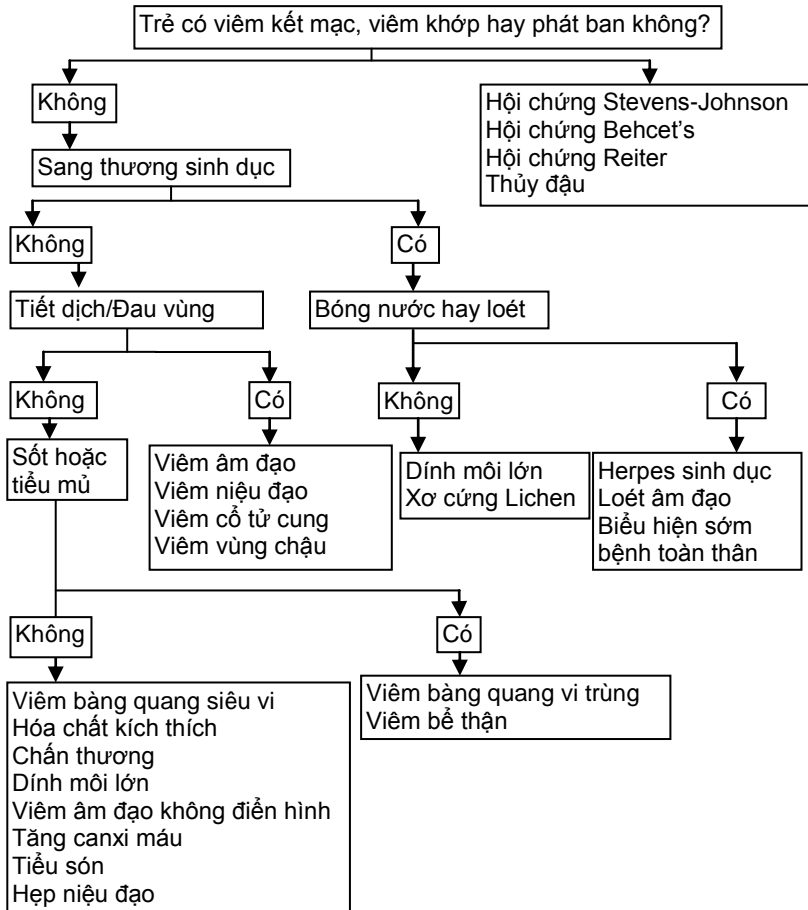 Trẻ có viêm kết mạc, viêm khớp hay phát ban không?
Không
Hội chứng Stevens-Johnson
Hội chứng Behcet's
Hội chứng Reiter
Thủy đậu
Sang thương sinh dục
Không
Có
Tiết dịch/Đau vùng
Bóng nước hay loét
Không
Có
Không
Có
Sốt hoặc
tiểu mủ
Viêm âm đạo
Viêm niệu đạo
Viêm cổ tử cung
Viêm vùng chậu
Dính môi lớn
Xơ cứng Lichen
Herpes sinh dục
Loét âm đạo
Biểu hiện sớm
bệnh toàn thân
Không
Có
Viêm bàng quang siêu vi
Hóa chất kích thích
Chấn thương
Dính môi lớn
Viêm âm đạo không điển hình
Tăng canxi máu
Tiểu són
Hẹp niệu đạo
Viêm bàng quang vi trùng
Viêm bể thận